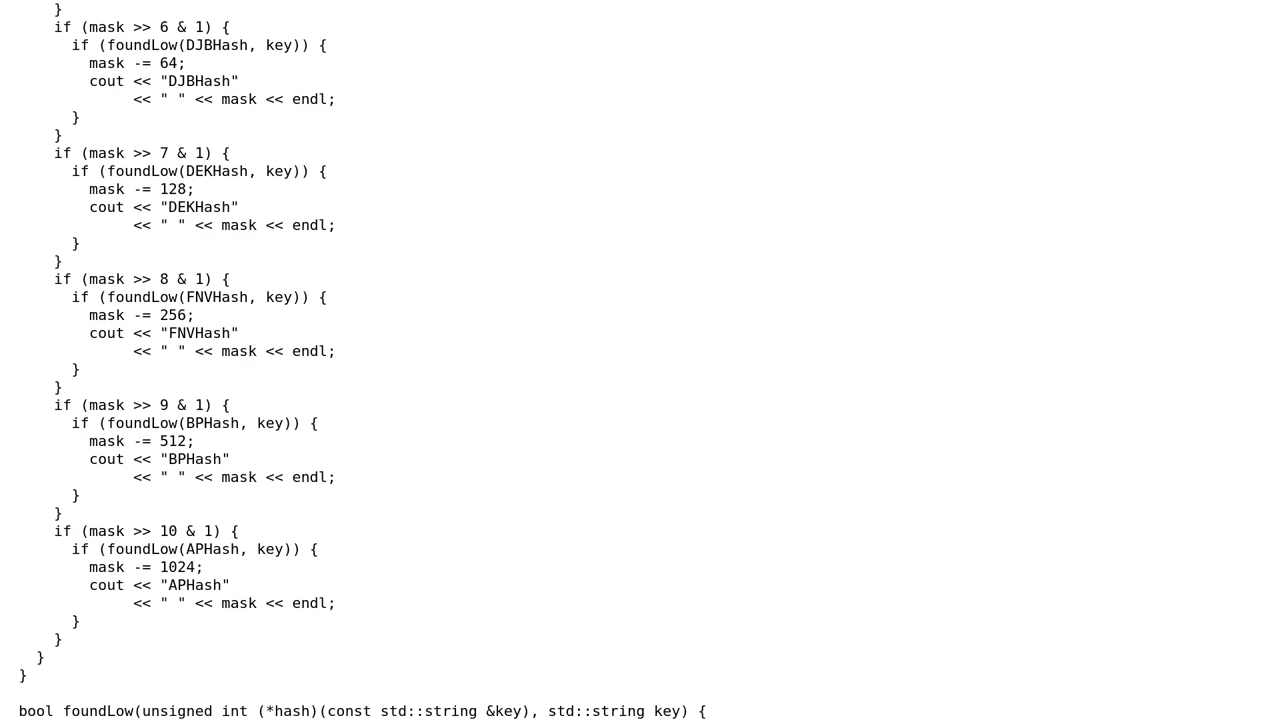 }
    if (mask >> 6 & 1) {
      if (foundLow(DJBHash, key)) {
        mask -= 64;
        cout << "DJBHash"
             << " " << mask << endl;
      }
    }
    if (mask >> 7 & 1) {
      if (foundLow(DEKHash, key)) {
        mask -= 128;
        cout << "DEKHash"
             << " " << mask << endl;
      }
    }
    if (mask >> 8 & 1) {
      if (foundLow(FNVHash, key)) {
        mask -= 256;
        cout << "FNVHash"
             << " " << mask << endl;
      }
    }
    if (mask >> 9 & 1) {
      if (foundLow(BPHash, key)) {
        mask -= 512;
        cout << "BPHash"
             << " " << mask << endl;
      }
    }
    if (mask >> 10 & 1) {
      if (foundLow(APHash, key)) {
        mask -= 1024;
        cout << "APHash"
             << " " << mask << endl;
      }
    }
  }
}

bool foundLow(unsigned int (*hash)(const std::string &key), std::string key) {